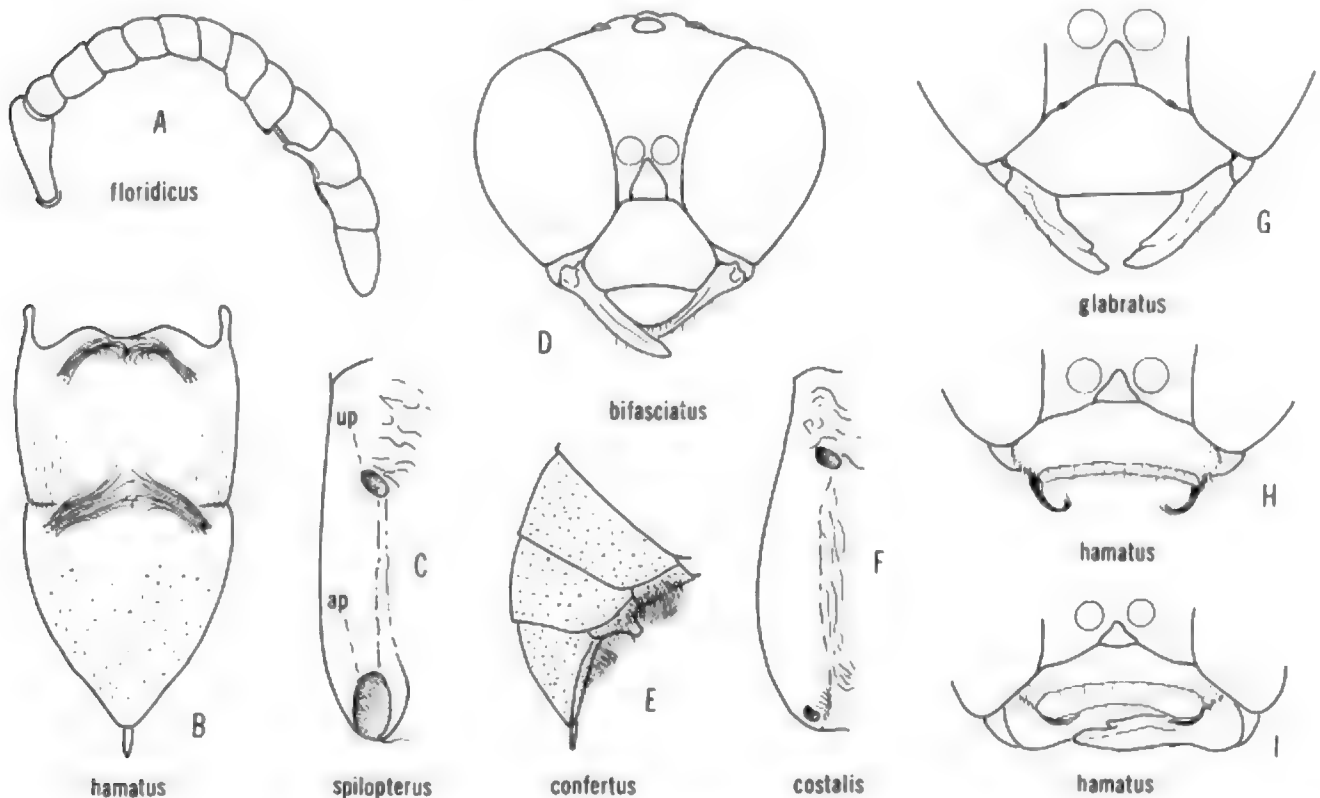 A
floridicus
D
bifasciatus
G
glabratus
B
hamatus
up
ap
C
spilopterus
E
confertus
F
costalis
H
hamatus
I
hamatus